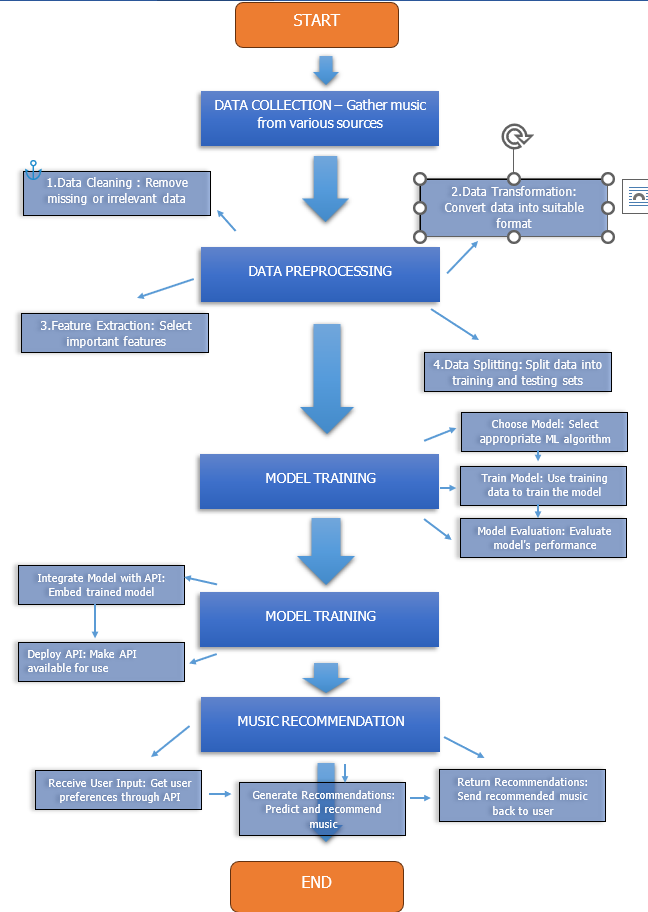 START
DATA COLLECTION – Gather music
from various sources
1.Data Cleaning : Remove
missing or irrelevant data
2.Data Transformation:
Convert data into suitable
format
DATA PREPROCESSING
3.Feature Extraction: Select
important features
4.Data Splitting: Split data into
training and testing sets
Choose Model: Select
appropriate ML algorithm
MODEL TRAINING
Train Model: Use training
data to train the model
Model Evaluation: Evaluate
model's performance
Integrate Model with API:
Embed trained model
MODEL TRAINING
Deploy API: Make API
available for use
MUSIC RECOMMENDATION
Receive User Input: Get user
preferences through API
Generate Recommendations:
Predict and recommend
music
Return Recommendations:
Send recommended music
back to user
END